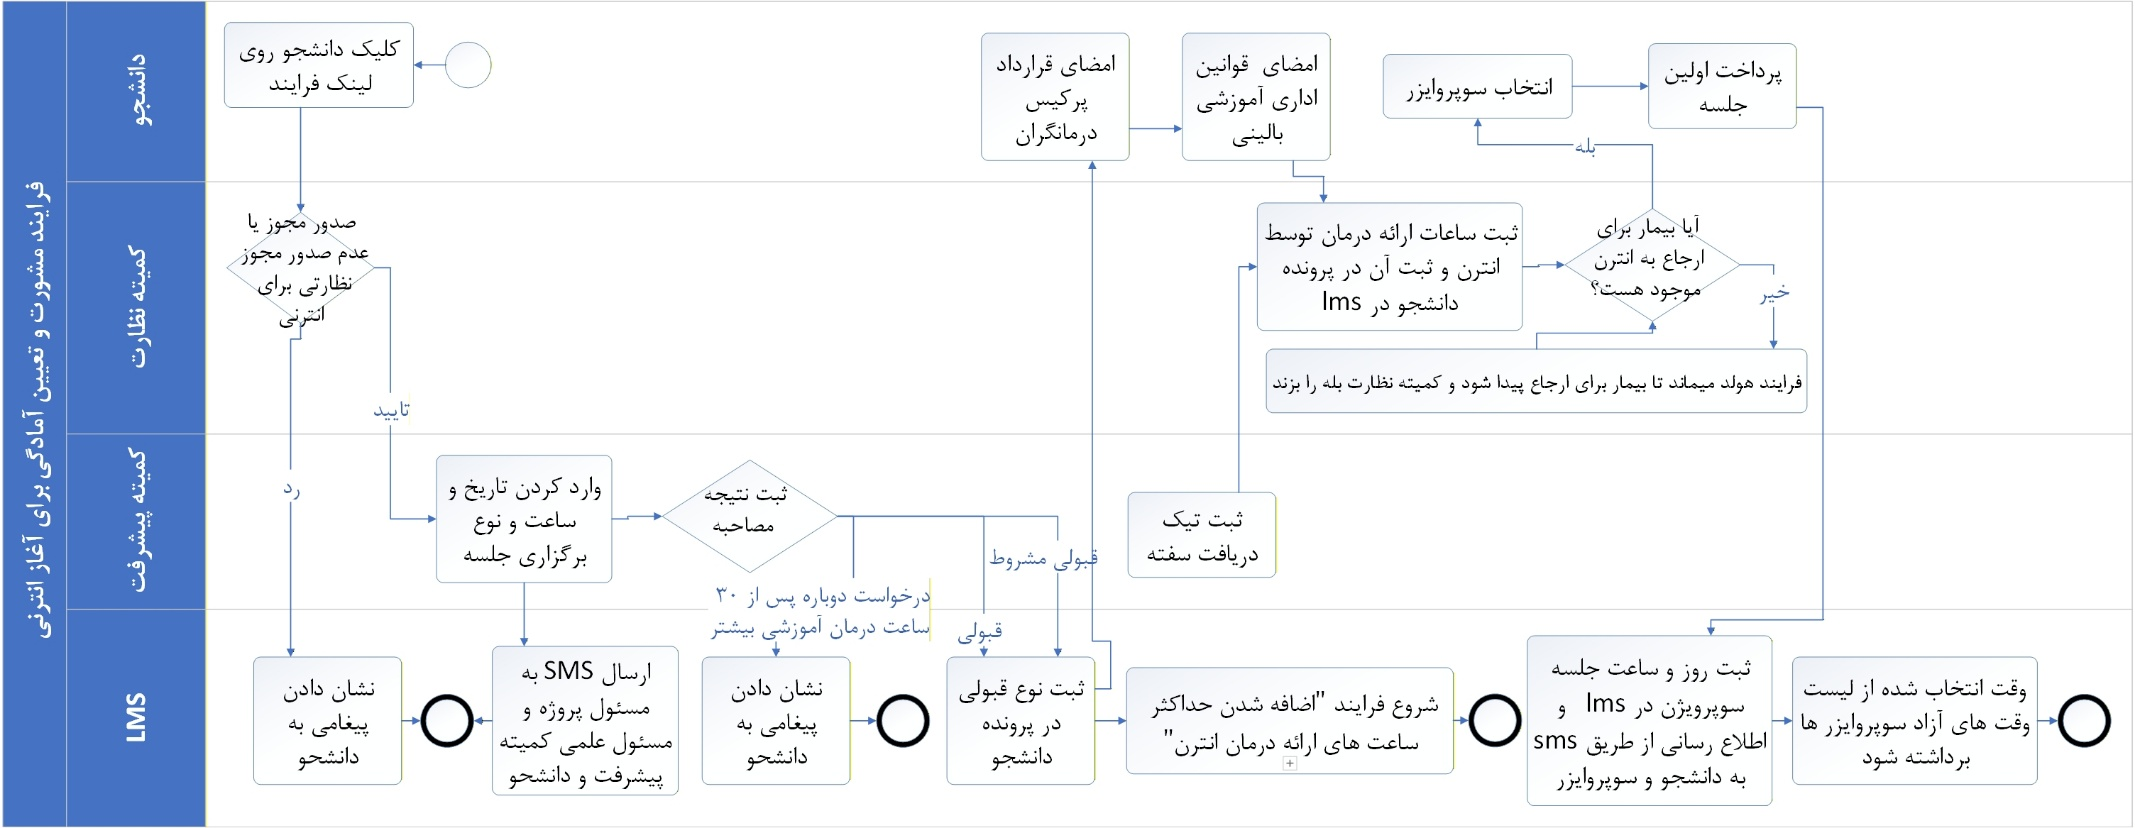 فرایند مشورت و تعیین آمادگی برای آغاز انترنی
دانشجو
کلیک دانشجو روی
لینک فرایند
امضای قرارداد
پرکیس
درمانگران
امضای قوانین
اداری آموزشی
بالینی
انتخاب سوپروایزر
پرداخت اولین
جلسه
بله
کمیته نظارت
صدور مجوز یا
عدم صدور مجوز
نظارتی برای
انترنی
ثبت ساعات ارائه درمان توسط
انترن و ثبت آن در پرونده
دانشجو در lms
آیا بیمار برای
ارجاع به انترن
موجود هست؟
خیر
فرایند هولد میماند تا بیمار برای ارجاع پیدا شود و کمیته نظارت بله را بزند
تایید
رد
کمیته پیشرفت
وارد کردن تاریخ و
ساعت و نوع
برگزاری جلسه
ثبت نتیجه
مصاحبه
قبولی مشروط
ثبت تیک
دریافت سفته
درخواست دوباره پس از ۳۰
ساعت درمان آموزشی بیشتر
قبولی
LMS
نشان دادن
پیغامی به
دانشحو
ارسال SMS به
مسئول پروژه و
مسئول علمی کمیته
پیشرفت و دانشحو
نشان دادن
پیغامی به
دانشحو
ثبت نوع قبولی
در پرونده
دانشجو
شروع فرایند "اضافه شدن حداکثر
ساعت های ارائه درمان انترن"
ثبت روز و ساعت جلسه
سوپرویژن در lms و
اطلاع رسانی از طریق sms
به دانشجو و سوپروایزر
وقت انتخاب شده از لیست
وقت های آزاد سوپروایزر ها
برداشته شود